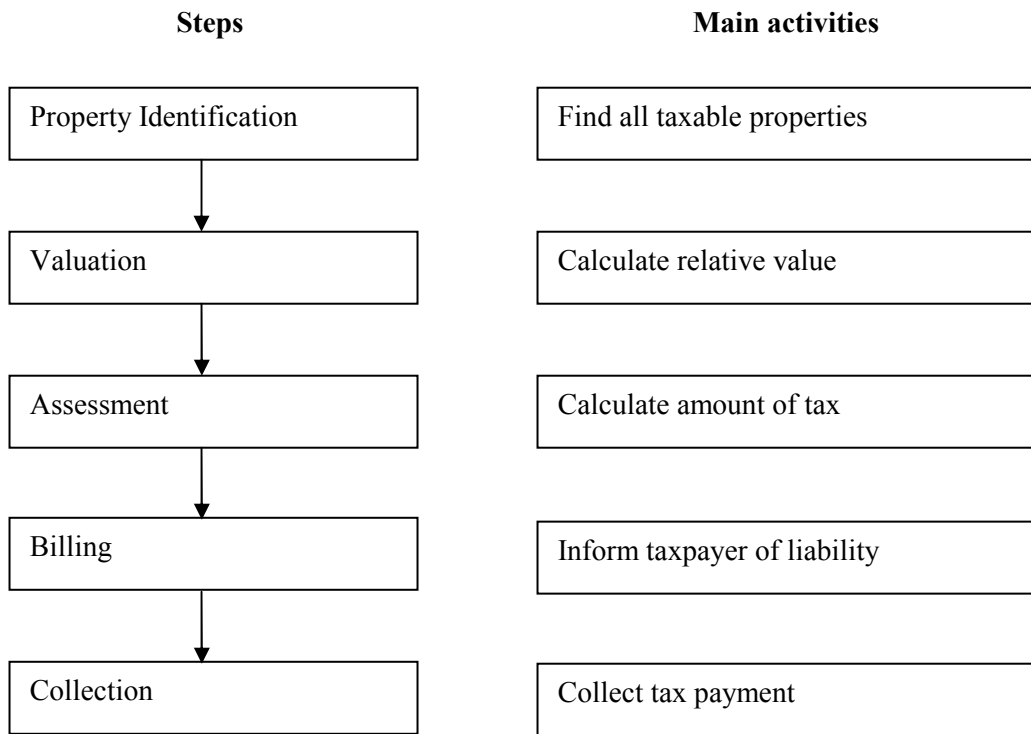 Steps
Main activities
Property Identification
Find all taxable properties
Valuation
Calculate relative value
Assessment
Calculate amount of tax
Billing
Inform taxpayer of liability
Collection
Collect tax payment